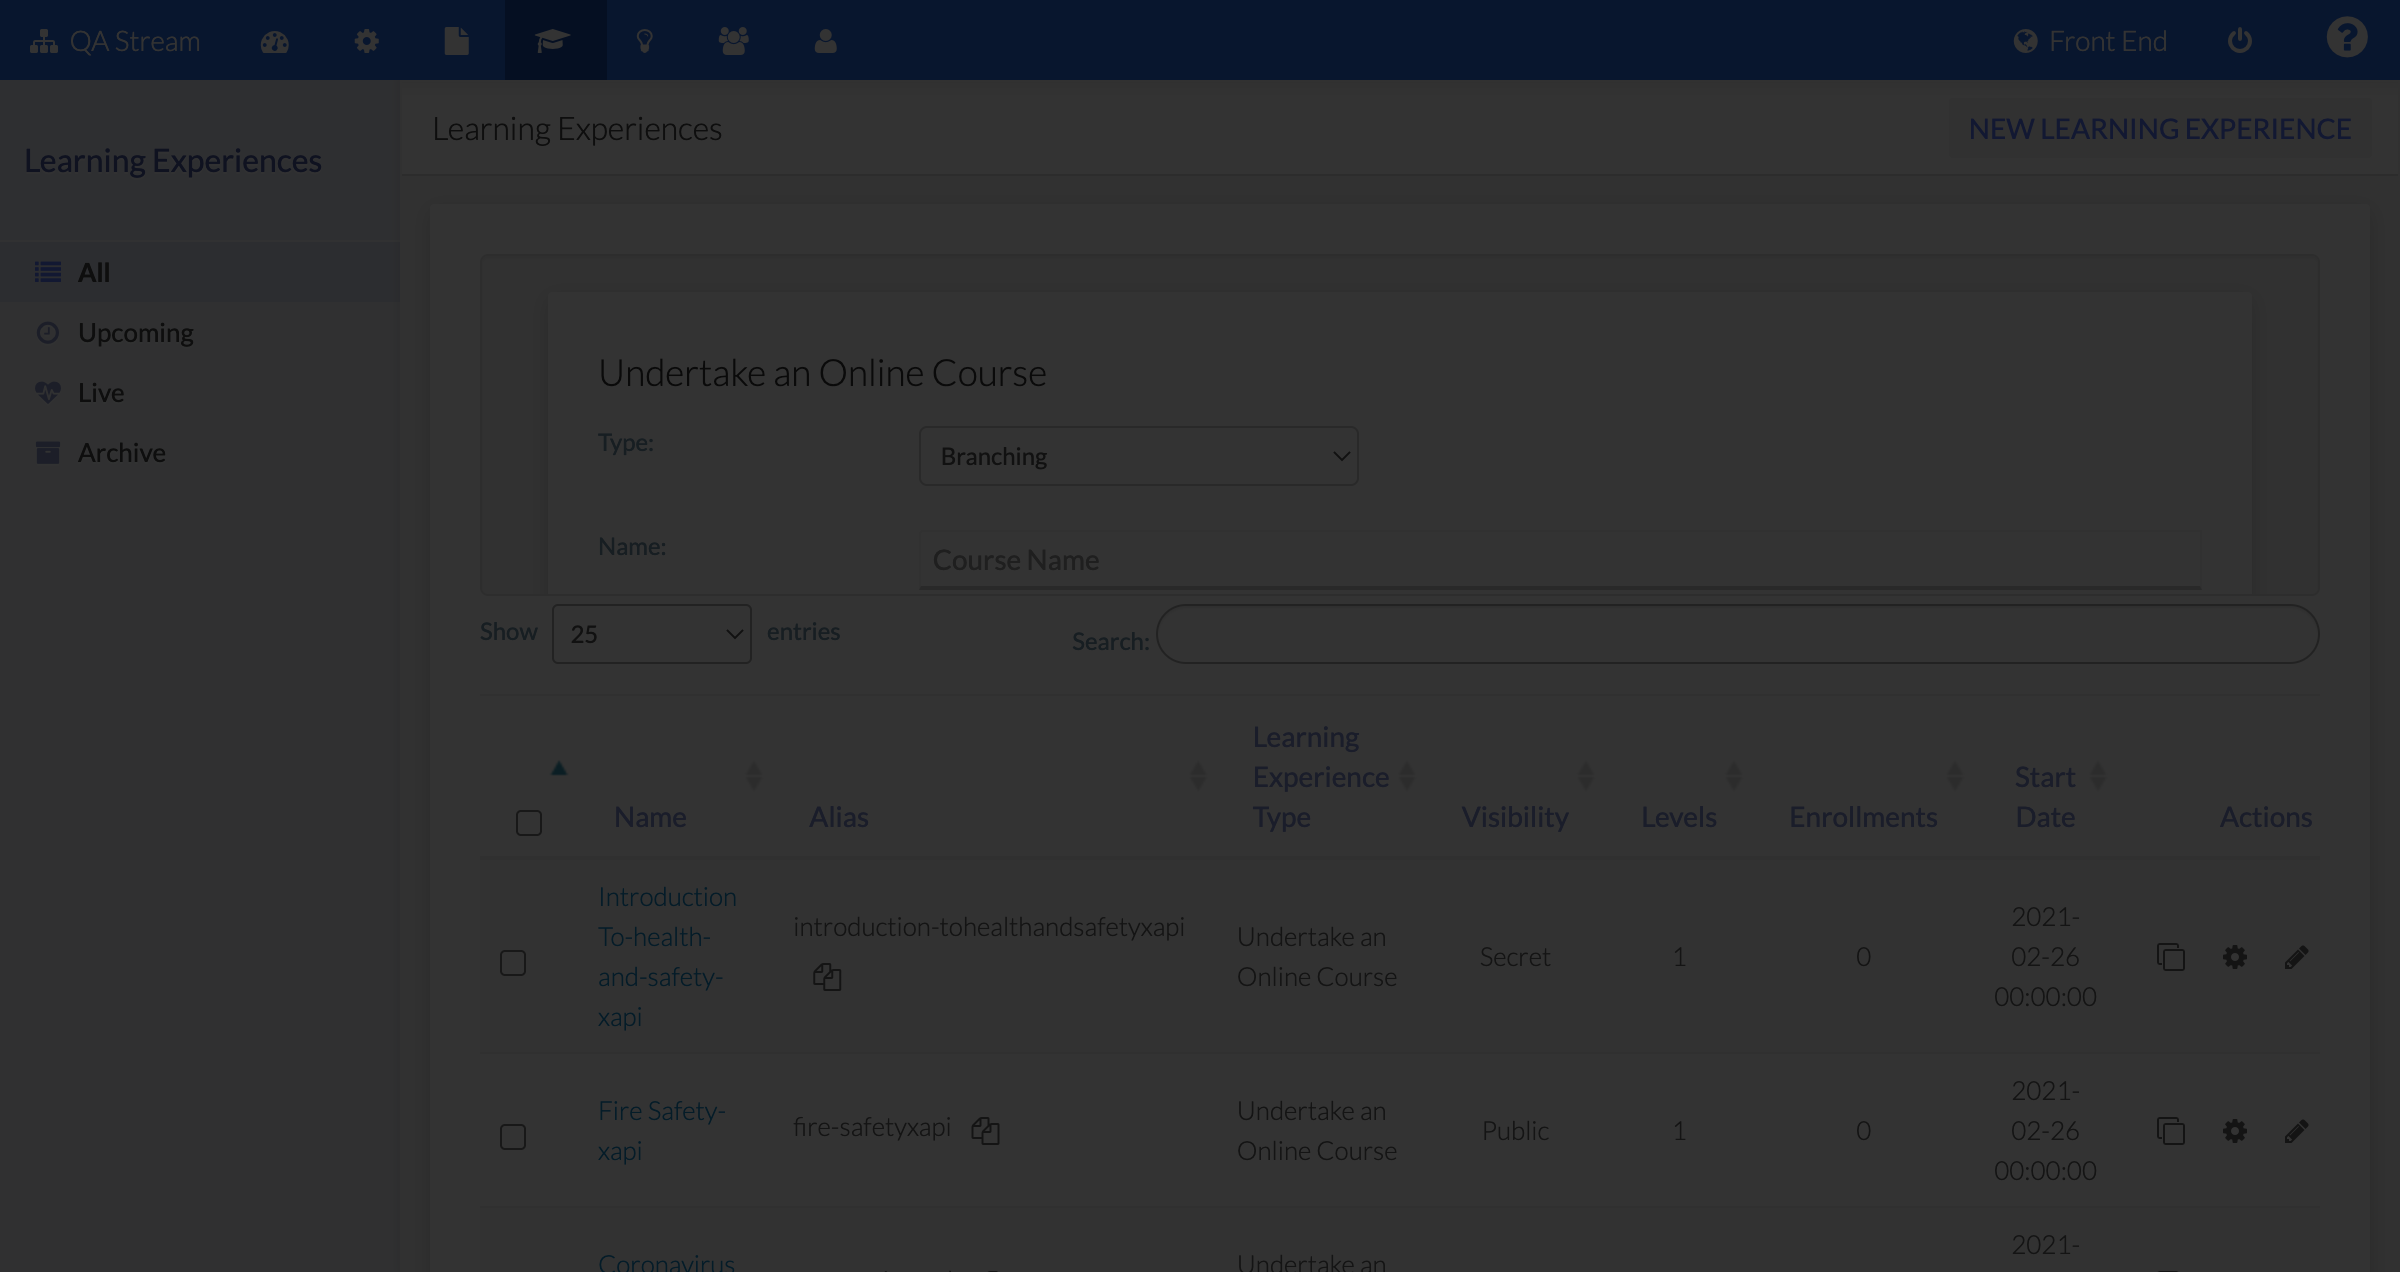 QA Stream
Front End
Learning Experiences
NEW LEARNING EXPERIENCE
Learning Experiences
All
Upcoming
Live
Archive
Undertake an Online Course
Type:
Branching
Name:
Course Name
Show 25 entries
Search:
Name
Alias
Learning
Experience
Type
Visibility
Levels
Enrollments
Start
Date
Actions
Introduction
To-health-
and-safety-
xapi
introduction-tohealthandsafetyxapi
Undertake an
Online Course
Secret
1
0
2021-
02-26
00:00:00
Fire Safety-
xapi
fire-safetyxapi
Undertake an
Online Course
Public
1
0
2021-
02-26
00:00:00
Coronavirus
Undertake an
2021-